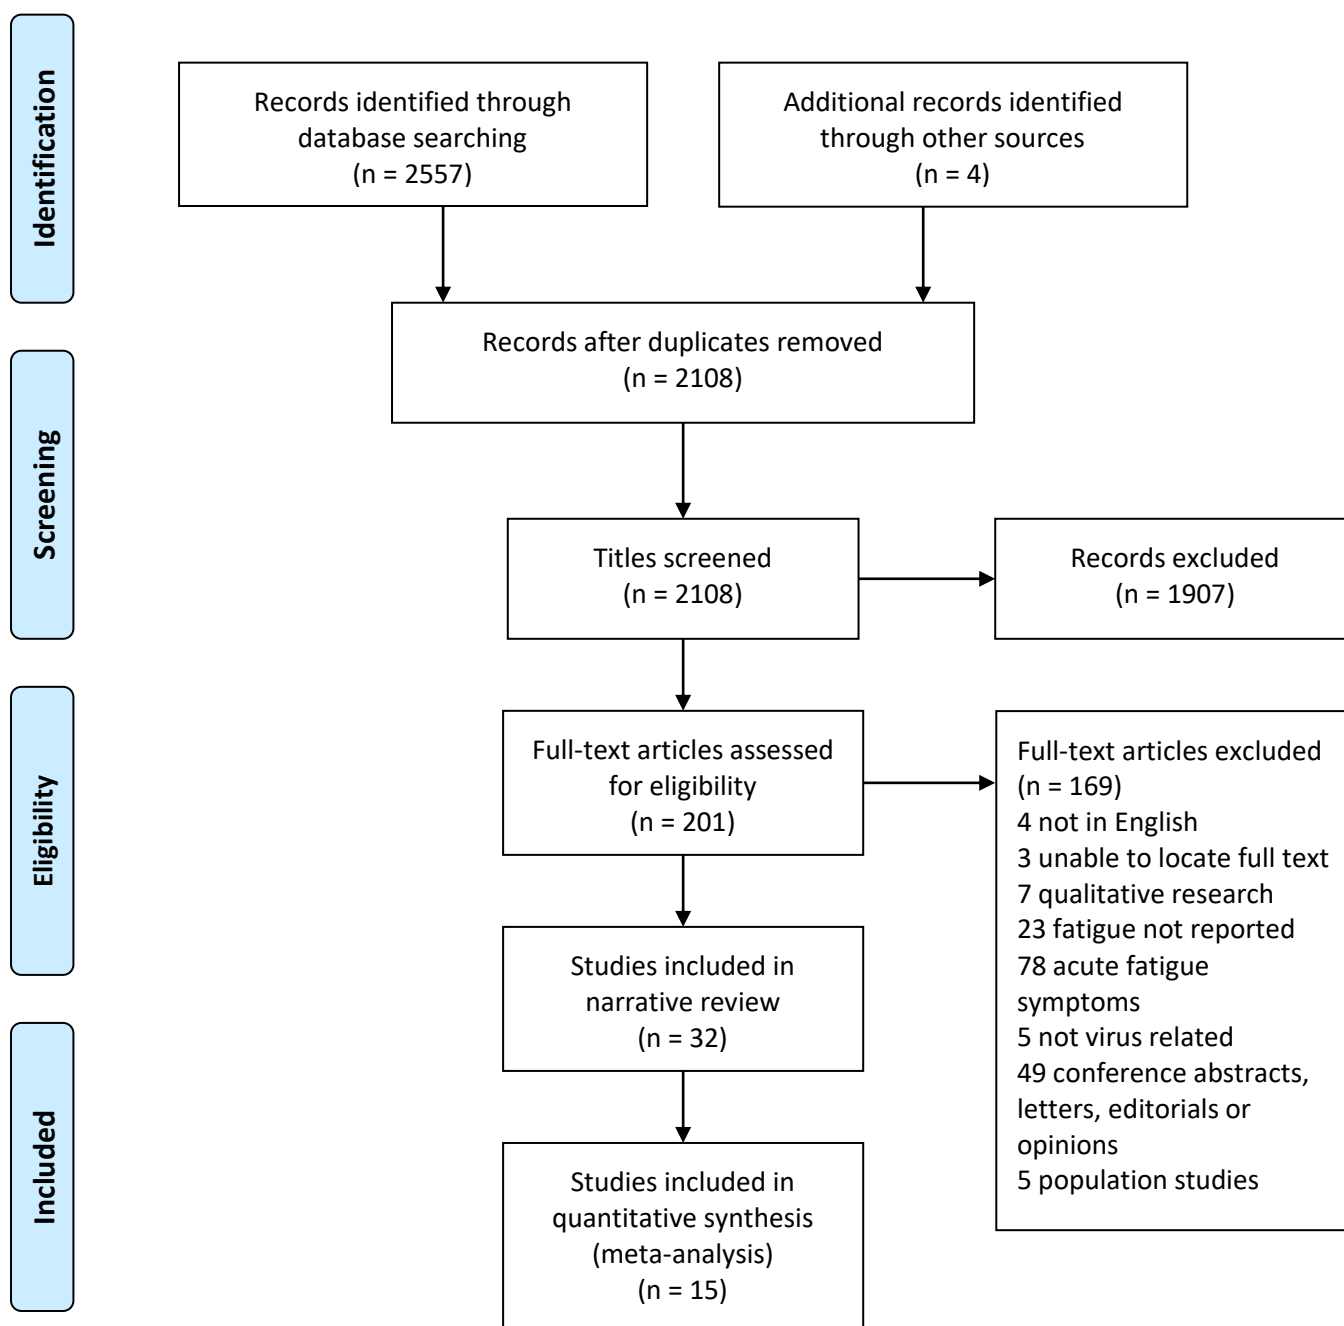 Identification
Records identified through
database searching
(n = 2557)
Additional records identified
through other sources
(n = 4)
Records after duplicates removed
(n = 2108)
Screening
Titles screened
(n = 2108)
Records excluded
(n = 1907)
Eligibility
Full-text articles assessed
for eligibility
(n = 201)
Full-text articles excluded
(n = 169)
4 not in English
3 unable to locate full text
7 qualitative research
23 fatigue not reported
78 acute fatigue
symptoms
5 not virus related
49 conference abstracts,
letters, editorials or
opinions
5 population studies
Studies included in
narrative review
(n = 32)
Included
Studies included in
quantitative synthesis
(meta-analysis)
(n = 15)